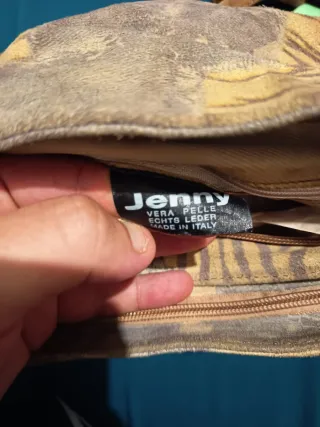 Jenny
VERA PELLE
ECHTS LEDER
MADE IN ITALY